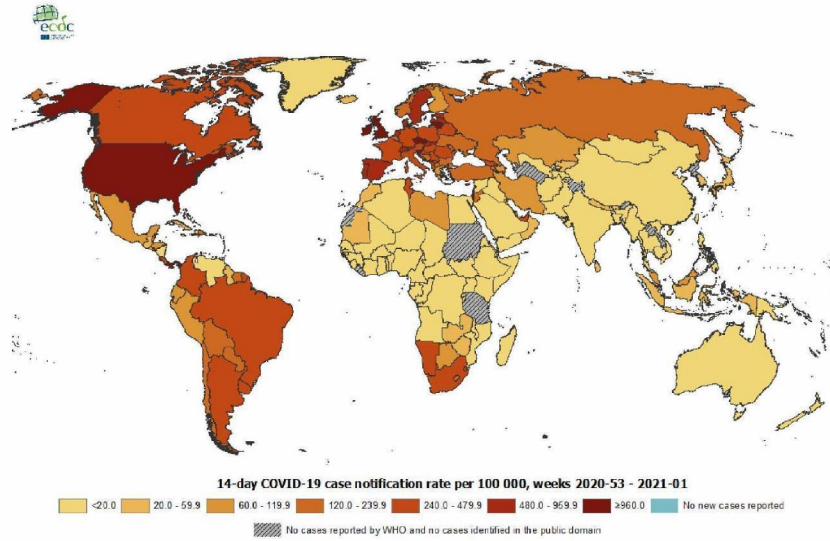 ecdc
14-day COVID-19 case notification rate per 100 000, weeks 2020-53 - 2021-01
<20.0 20.0 - 59.9 60.0 - 119.9 120.0 - 239.9 240.0 - 479.9 480.0 - 959.9 ≥960.0 No new cases reported
No cases reported by WHO and no cases identified in the public domain